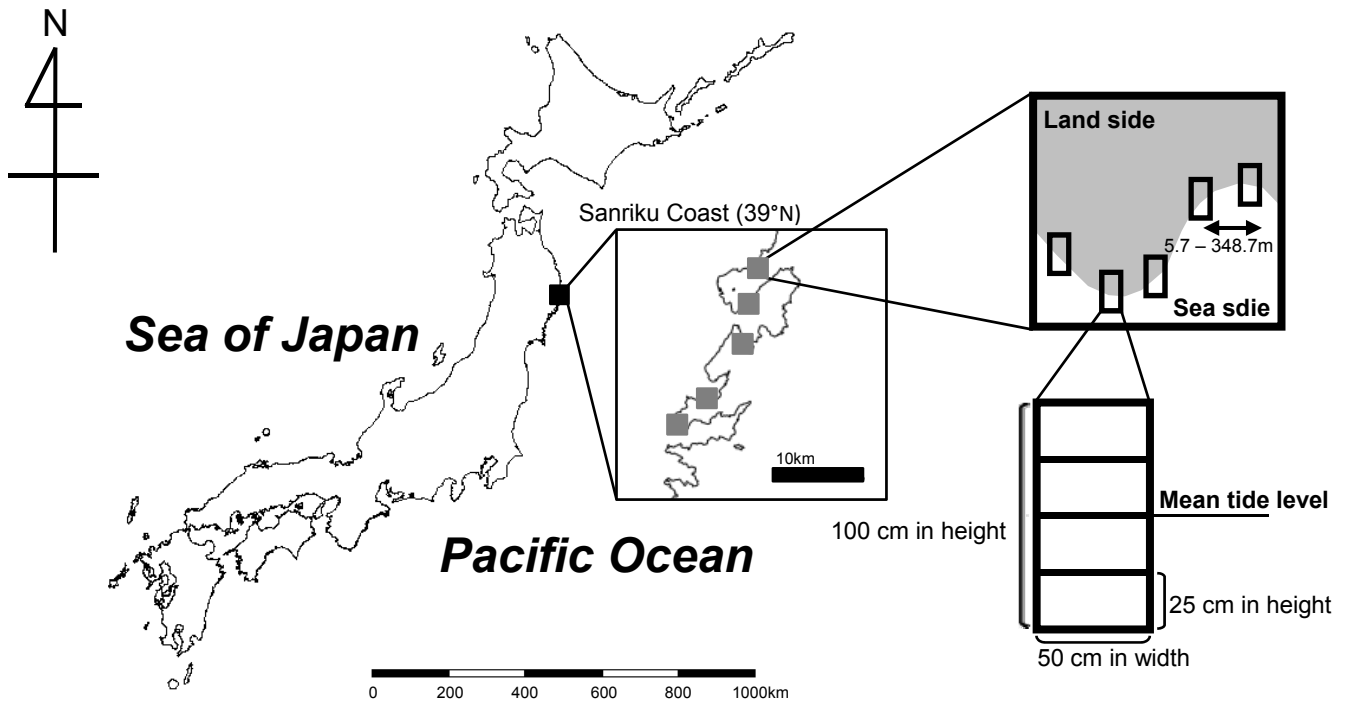 N
Land side
Sanriku Coast (39°N)
5.7 – 348.7m
Sea sdie
Sea of Japan
10km
Mean tide level
100 cm in height
Pacific Ocean
25 cm in height
50 cm in width
0 200 400 600 800 1000km